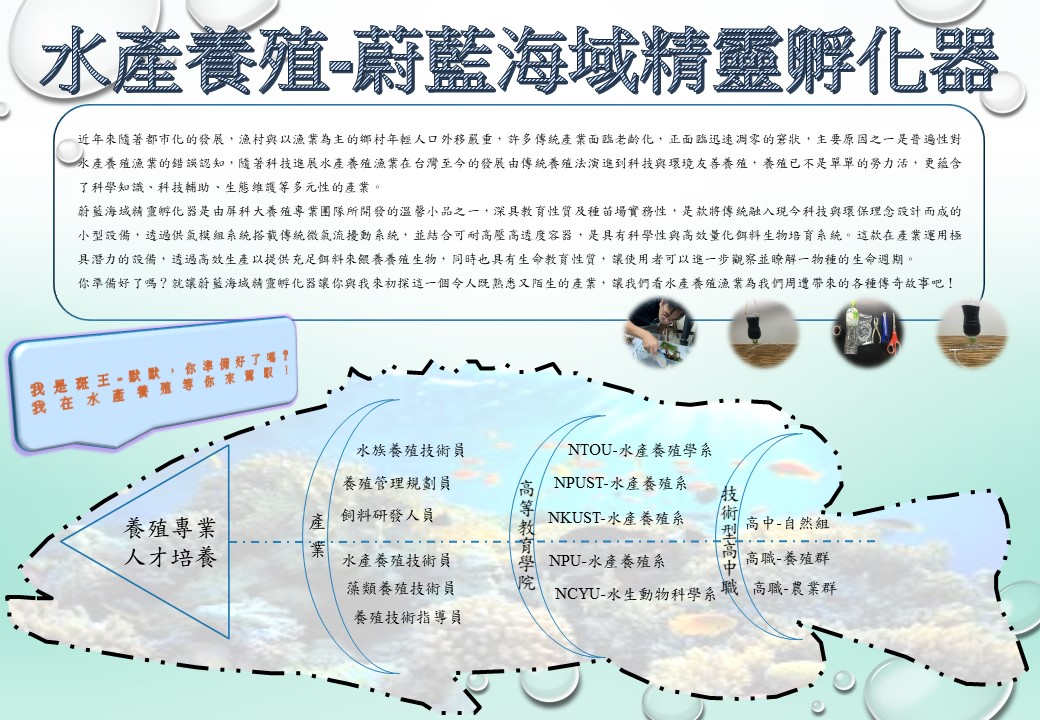 水產養殖-蔚藍海域精靈孵化器
近年來隨著都市化的發展，漁村與以漁業為主的鄉村年輕人口外移嚴重，許多傳統產業面臨老齡化，正面臨迅速凋零的窘狀，主要原因之一是普遍性對
水產養殖漁業的錯誤認知，隨著科技進展水產養殖漁業在台灣至今的發展由傳統養殖法演進到科技與環境友善養殖，養殖已不是單單的勞力活，更蘊含
了科學知識、科技輔助、生態維護等多元性的產業。
蔚藍海域精靈孵化器是由屏科大養殖專業團隊所開發的溫馨小品之一，深具教育性質及種苗場實務性，是款將傳統融入現今科技與環保理念設計而成的
小型設備，透過供氣模組系統搭載傳統微氣流擾動系統，並結合可耐高壓高透度容器，是具有科學性與高效量化餌料生物培育系統。這款在產業運用極
具潛力的設備，透過高效生產以提供充足餌料來餵養養殖生物，同時也具有生命教育性質，讓使用者可以進一步觀察並瞭解一物種的生命週期。
你準備好了嗎？就讓蔚藍海域精靈孵化器讓你與我來初探這一個令人既熟悉又陌生的產業，讓我們看水產養殖漁業為我們周遭帶來的各種傳奇故事吧！
我是斑王-默默，你準備好了嗎？
我在水產養殖等你來駕馭！
養殖專業
人才培養
產業
水族養殖技術員
養殖管理規劃員
飼料研發人員
水產養殖技術員
藻類養殖技術員
養殖技術指導員
高等教育學院
NTOU-水產養殖學系
NPUST-水產養殖系
NKUST-水產養殖系
NPU-水產養殖系
NCYU-水生動物科學系
技術型高中職
高中-自然組
高職-養殖群
高職-農業群